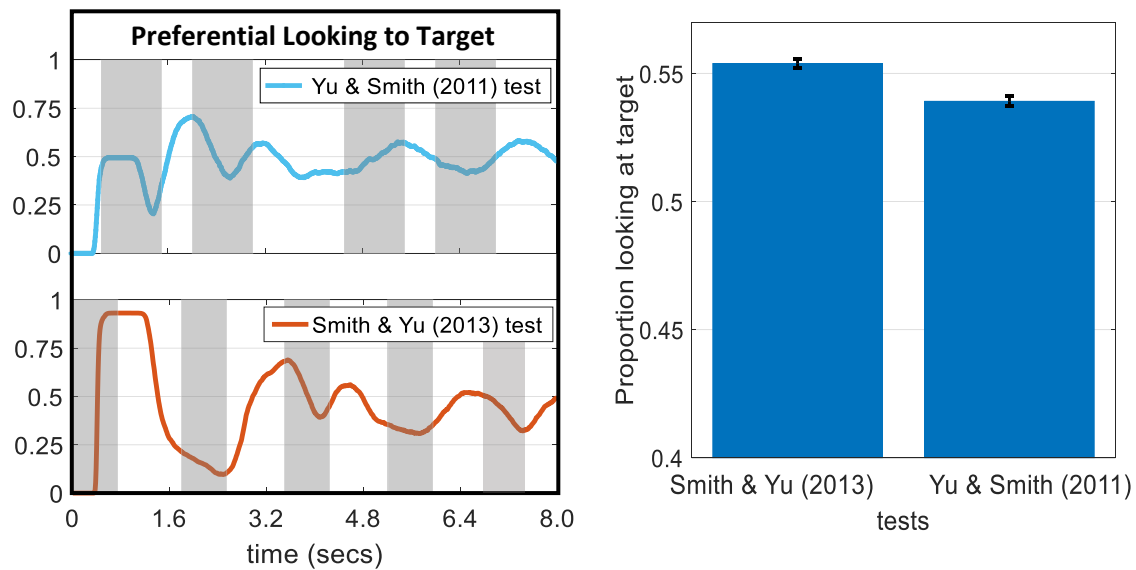 Preferential Looking to Target
1
0.75
0.5
0.25
0
Yu & Smith (2011) test
1
0.75
0.5
0.25
0
Smith & Yu (2013) test
0
1.6
3.2
4.8
6.4
8.0
time (secs)
Proportion looking at target
0.55
0.5
0.45
0.4
Smith & Yu (2013)
Yu & Smith (2011)
tests